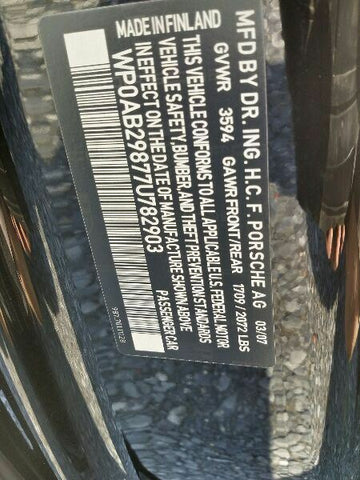 MFD BY DR. ING. H.C. F. PORSCHE AG 03/07
GVWR 3594 GAWR FRONT/REAR 1709 / 2072 LBS
THIS VEHICLE CONFORMS TO ALL APPLICABLE U.S. FEDERAL MOTOR
VEHICLE SAFETY, BUMBER AND THEFT PREVENTION STANDARDS
IN EFFECT ON THE DATE OF MANUFACTURE SHOWN ABOVE
WP0AB29877U782903 PASSENGER CAR
MADE IN FINLAND